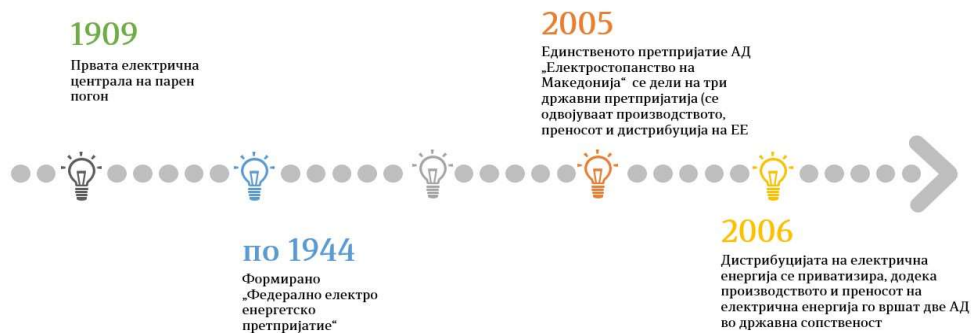 1909
Првата електрична
централа на парен
погон
по 1944
Формирано
„Федерално електро
енергетско
претпријатие“
2005
Единственото претпријатие АД
„Електростопанство на
Македонија“ се дели на три
државни претпријатија (се
одвојуваат производството,
преносот и дистрибуција на ЕЕ
2006
Дистрибуцијата на електрична
енергија се приватизира, додека
производството и преносот на
електрична енергија го вршат две АД
во државна сопственост